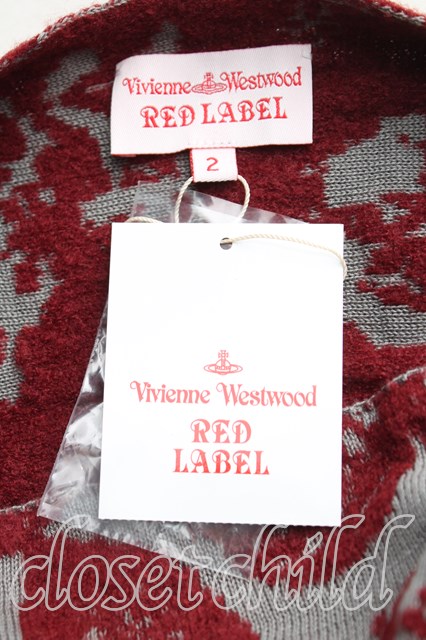 Vivienne Westwood
RED LABEL
2
Vivienne Westwood
RED
LABEL
closetchild